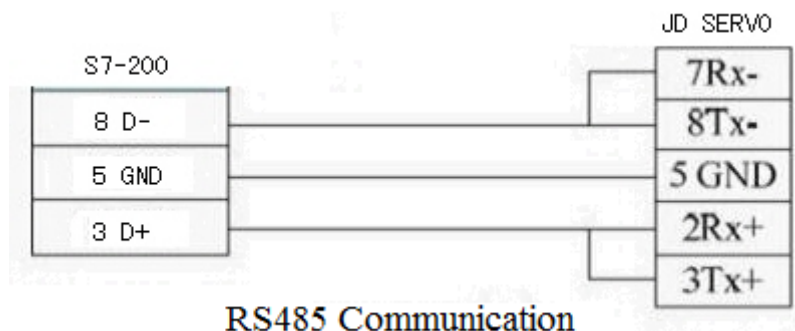 JD SERVO
S7-200
7Rx-
8 D-
8Tx-
5 GND
5 GND
3 D+
2Rx+
3Tx+
RS485 Communication